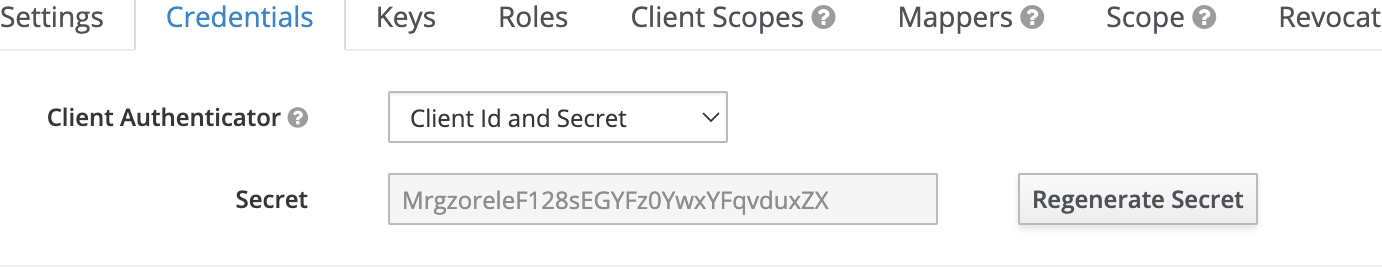 Settings Credentials Keys Roles Client Scopes ? Mappers ? Scope ? Revocat
Client Authenticator ? Client Id and Secret
Secret MrgzoreleF128sEGYFz0YwxYFqvduxZX Regenerate Secret